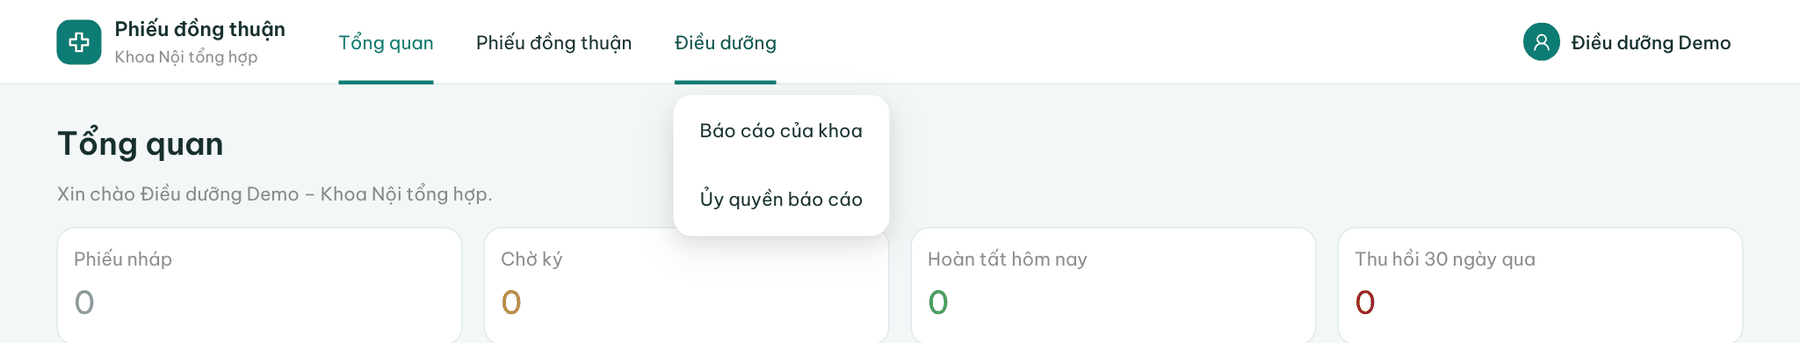 Phiếu đồng thuận
Khoa Nội tổng hợp
Tổng quan
Phiếu đồng thuận
Điều dưỡng
Điều dưỡng Demo
Báo cáo của khoa
Ủy quyền báo cáo
Tổng quan
Xin chào Điều dưỡng Demo – Khoa Nội tổng hợp.
Phiếu nháp
0
Chờ ký
0
Hoàn tất hôm nay
0
Thu hồi 30 ngày qua
0